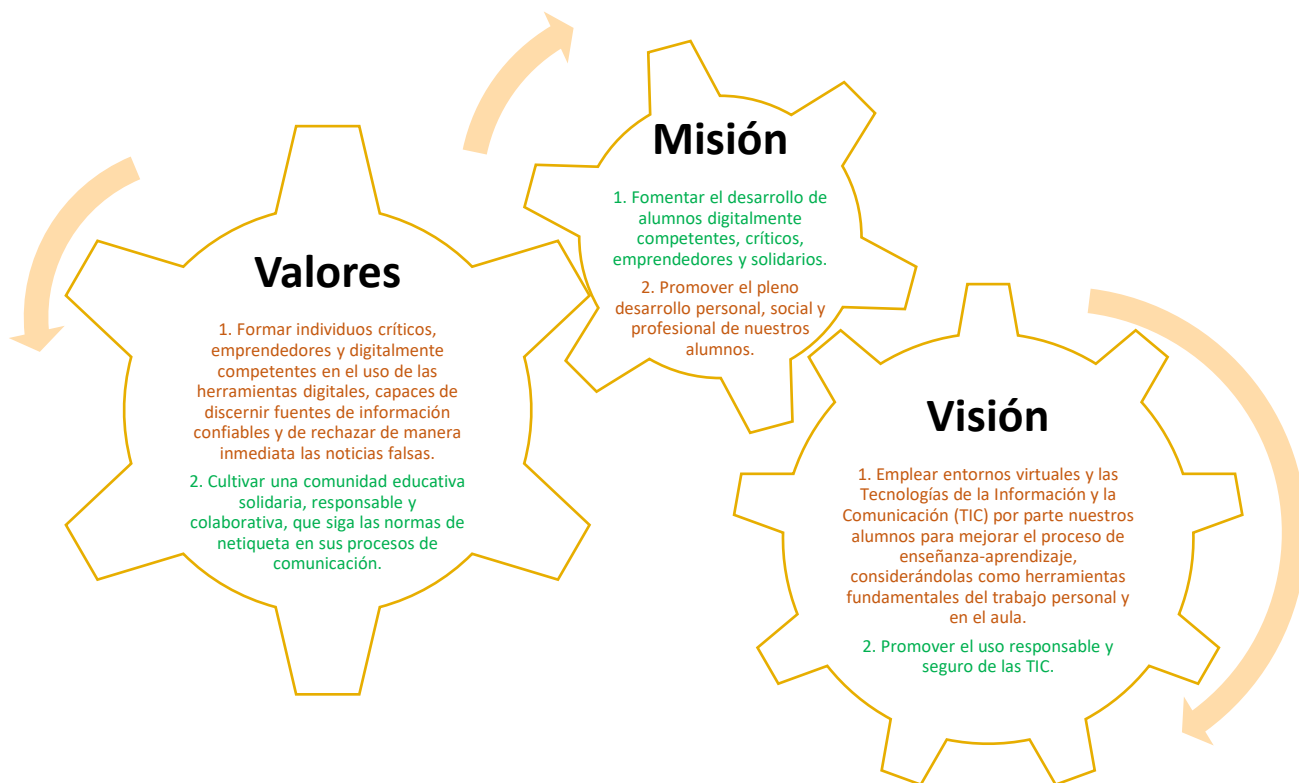 Misión
1. Fomentar el desarrollo de
alumnos digitalmente
competentes, críticos,
emprendedores y solidarios.
2. Promover el pleno
desarrollo personal, social y
profesional de nuestros
alumnos.
Valores
1. Formar individuos críticos,
emprendedores y digitalmente
competentes en el uso de las
herramientas digitales, capaces de
discernir fuentes de información
confiables y de rechazar de manera
inmediata las noticias falsas.
2. Cultivar una comunidad educativa
solidaria, responsable y
colaborativa, que siga las normas de
netiqueta en sus procesos de
comunicación.
Visión
1. Emplear entornos virtuales y las
Tecnologías de la Información y la
Comunicación (TIC) por parte nuestros
alumnos para mejorar el proceso de
enseñanza-aprendizaje,
considerándolas como herramientas
fundamentales del trabajo personal y
en el aula.
2. Promover el uso responsable y
seguro de las TIC.